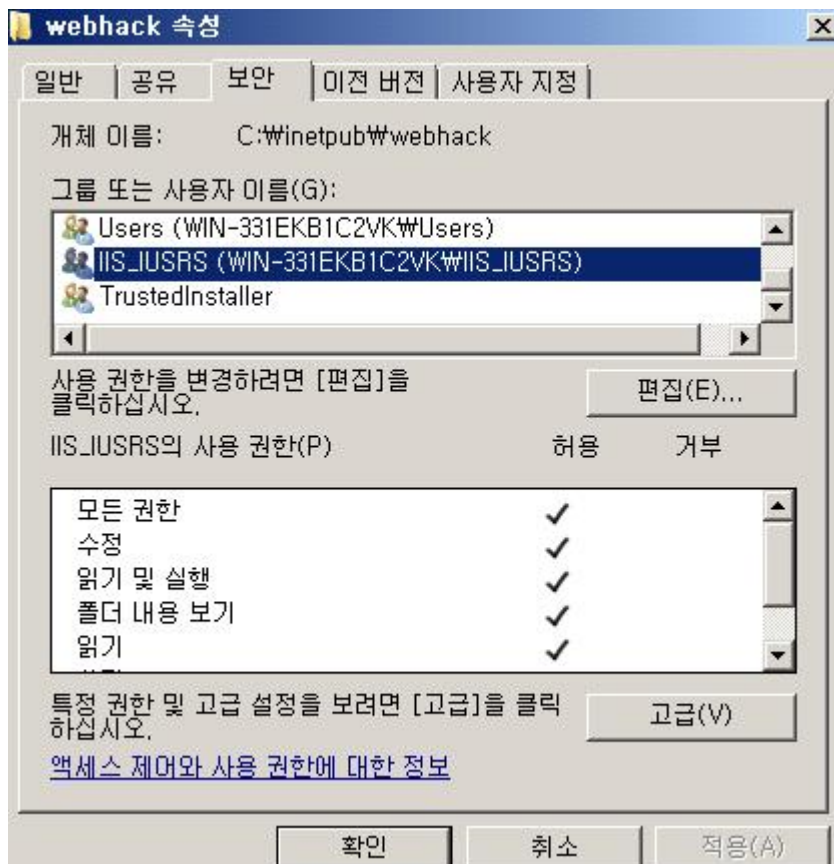 webhack 속성
일반 공유 보안 이전 버전 사용자 지정
개체 이름: C:₩inetpub₩webhack
그룹 또는 사용자 이름(G):
Users (WIN-331EKB1C2VK₩Users)
IIS_IUSRS (WIN-331EKB1C2VK₩IIS_IUSRS)
TrustedInstaller
사용 권한을 변경하려면 [편집]을
클릭하십시오.
편집(E)...
IIS_IUSRS의 사용 권한(P) 허용 거부
모든 권한
수정
읽기 및 실행
폴더 내용 보기
읽기
특정 권한 및 고급 설정을 보려면 [고급]을 클릭
하십시오.
고급(V)
액세스 제어와 사용 권한에 대한 정보
확인 취소 적용(A)